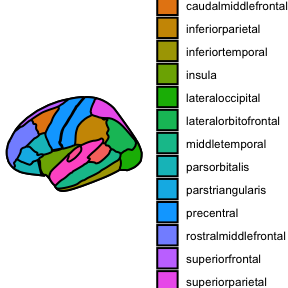 caudalmiddlefrontal
inferiorparietal
inferiortemporal
insula
lateraloccipital
lateralorbitofrontal
middletemporal
parsorbitalis
parstriangularis
precentral
rostralmiddlefrontal
superiorfrontal
superiorparietal